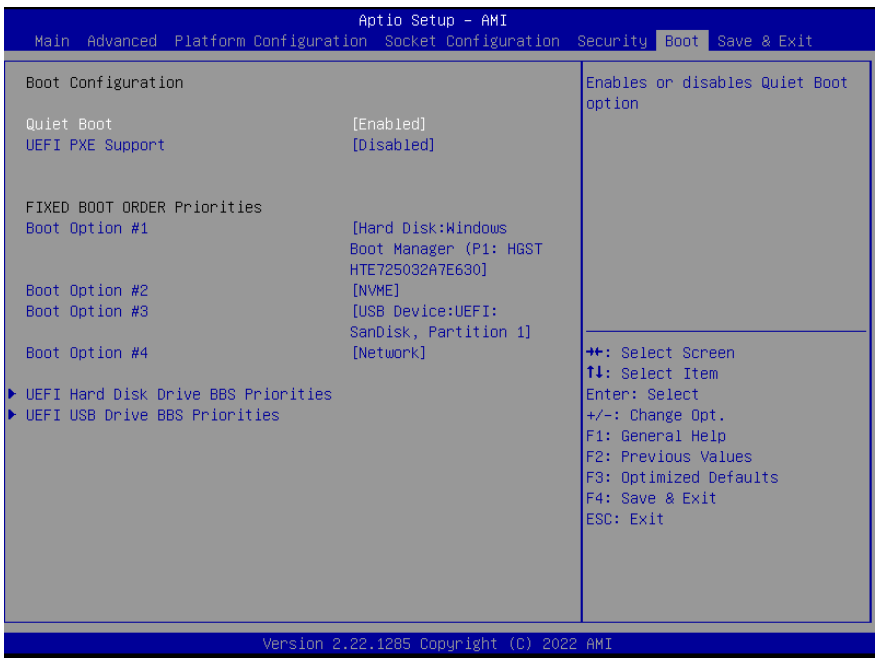 Aptio Setup – AMI
Main Advanced Platform Configuration Socket Configuration Security Boot Save & Exit
Boot Configuration
Quiet Boot [Enabled]
UEFI PXE Support [Disabled]
FIXED BOOT ORDER Priorities
Boot Option #1 [Hard Disk:Windows
Boot Manager (P1: HGST
HTE725032A7E630]
Boot Option #2 [NVME]
Boot Option #3 [USB Device:UEFI:
SanDisk, Partition 1]
Boot Option #4 [Network]
UEFI Hard Disk Drive BBS Priorities
UEFI USB Drive BBS Priorities
Enables or disables Quiet Boot
option
→←: Select Screen
↑↓: Select Item
Enter: Select
+/-: Change Opt.
F1: General Help
F2: Previous Values
F3: Optimized Defaults
F4: Save & Exit
ESC: Exit
Version 2.22.1285 Copyright (C) 2022 AMI